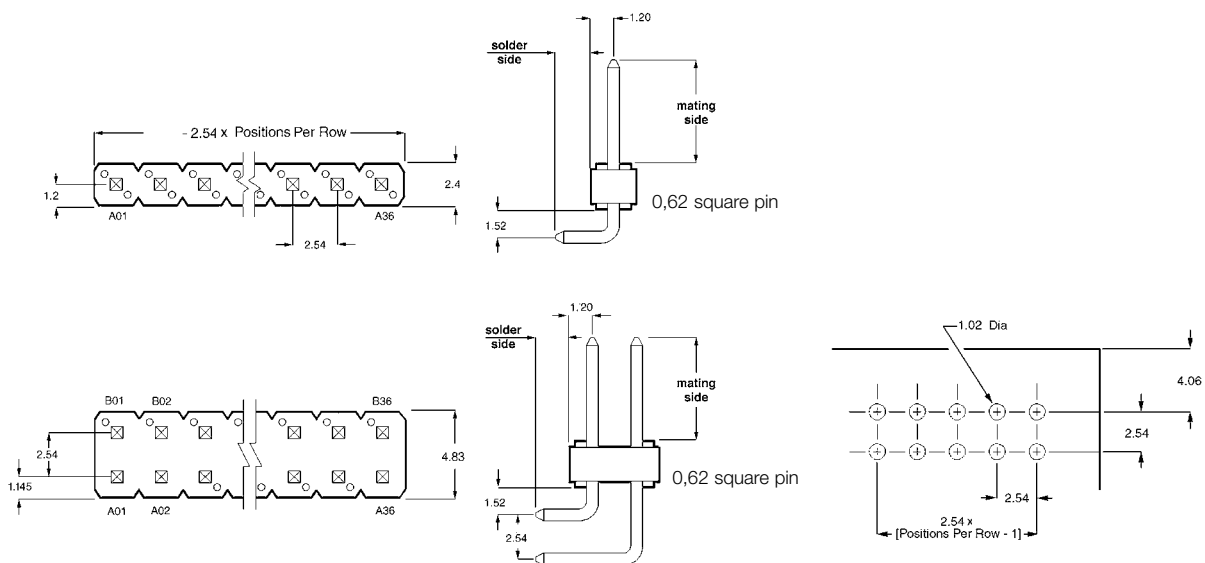 - 2.54 x Positions Per Row
1.2
2.4
A01
A36
2.54
1.20
solder
side
mating
side
0,62 square pin
1.52
B01
B02
B36
2.54
1.145
4.83
A01
A02
A36
1.20
solder
side
mating
side
0,62 square pin
1.52
2.54
1.02 Dia
4.06
2.54
2.54
2.54 x
[Positions Per Row - 1]